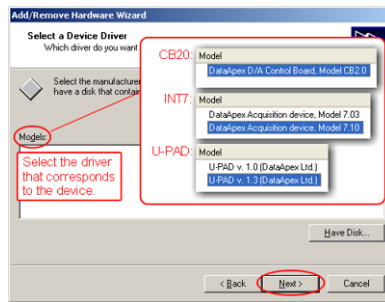 Add/Remove Hardware Wizard
Select a Device Driver
Which driver do you want
Select the manufacturer
have a disk that contain
Models:
Select the driver
that corresponds
to the device.
CB20:
Model
DataApex D/A Control Board, Model CB2.0
INT7:
Model
DataApex Acquisition device, Model 7.03
DataApex Acquisition device, Model 7.10
U-PAD:
Model
U-PAD v. 1.0 (DataApex Ltd.)
U-PAD v. 1.3 (DataApex Ltd.)
Have Disk...
< Back
Next >
Cancel